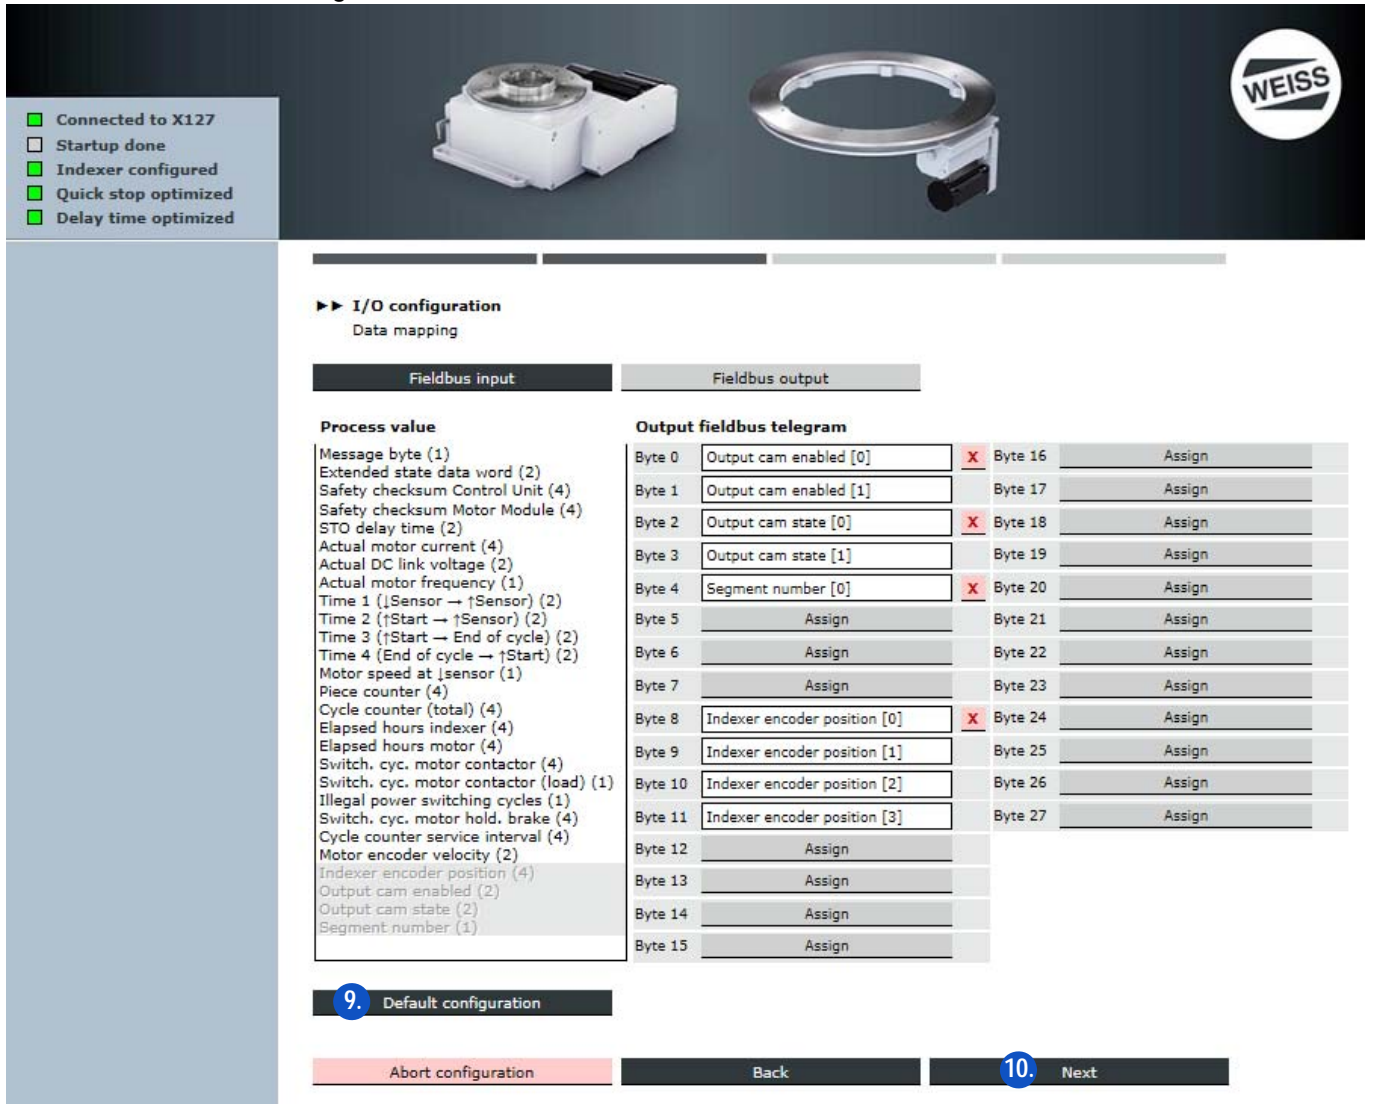 WEISS
Connected to X127
Startup done
Indexer configured
Quick stop optimized
Delay time optimized
►► I/O configuration
Data mapping
Fieldbus input
Fieldbus output
Process value
Output fieldbus telegram
Message byte (1)
Extended state data word (2)
Safety checksum Control Unit (4)
Safety checksum Motor Module (4)
STO delay time (2)
Actual motor current (4)
Actual DC link voltage (2)
Actual motor frequency (1)
Time 1 (↓Sensor → ↑Sensor) (2)
Time 2 (↑Start → ↑Sensor) (2)
Time 3 (↑Start → End of cycle) (2)
Time 4 (End of cycle → ↑Start) (2)
Motor speed at ↓sensor (1)
Piece counter (4)
Cycle counter (total) (4)
Elapsed hours indexer (4)
Elapsed hours motor (4)
Switch. cyc. motor contactor (4)
Switch. cyc. motor contactor (load) (1)
Illegal power switching cycles (1)
Switch. cyc. motor hold. brake (4)
Cycle counter service interval (4)
Motor encoder velocity (2)
Indexer encoder position (4)
Output cam enabled (2)
Output cam state (2)
Segment number (1)
Byte 0 Output cam enabled [0] X
Byte 1 Output cam enabled [1]
Byte 2 Output cam state [0] X
Byte 3 Output cam state [1]
Byte 4 Segment number [0] X
Byte 5 Assign
Byte 6 Assign
Byte 7 Assign
Byte 8 Indexer encoder position [0] X
Byte 9 Indexer encoder position [1]
Byte 10 Indexer encoder position [2]
Byte 11 Indexer encoder position [3]
Byte 12 Assign
Byte 13 Assign
Byte 14 Assign
Byte 15 Assign
Byte 16 Assign
Byte 17 Assign
Byte 18 Assign
Byte 19 Assign
Byte 20 Assign
Byte 21 Assign
Byte 22 Assign
Byte 23 Assign
Byte 24 Assign
Byte 25 Assign
Byte 26 Assign
Byte 27 Assign
9. Default configuration
Abort configuration
Back
10. Next